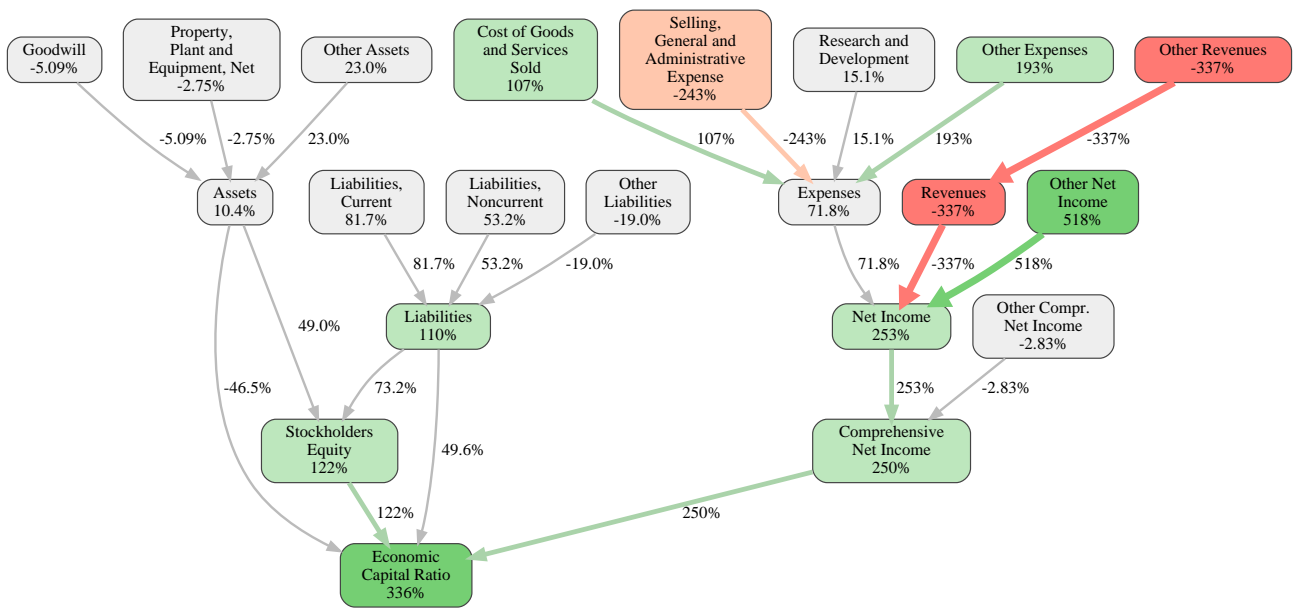 Goodwill
-5.09%
Property,
Plant and
Equipment, Net
-2.75%
Other Assets
23.0%
Cost of Goods
and Services
Sold
107%
Selling,
General and
Administrative
Expense
-243%
Research and
Development
15.1%
Other Expenses
193%
Other Revenues
-337%
-5.09%
-2.75%
23.0%
107%
-243%
15.1%
193%
-337%
Assets
10.4%
Liabilities,
Current
81.7%
Liabilities,
Noncurrent
53.2%
Other
Liabilities
-19.0%
Expenses
71.8%
Revenues
-337%
Other Net
Income
518%
81.7%
53.2%
-19.0%
71.8%
-337%
518%
Liabilities
110%
Net Income
253%
Other Compr.
Net Income
-2.83%
49.0%
-46.5%
73.2%
253%
-2.83%
Stockholders
Equity
122%
49.6%
Comprehensive
Net Income
250%
122%
250%
Economic
Capital Ratio
336%